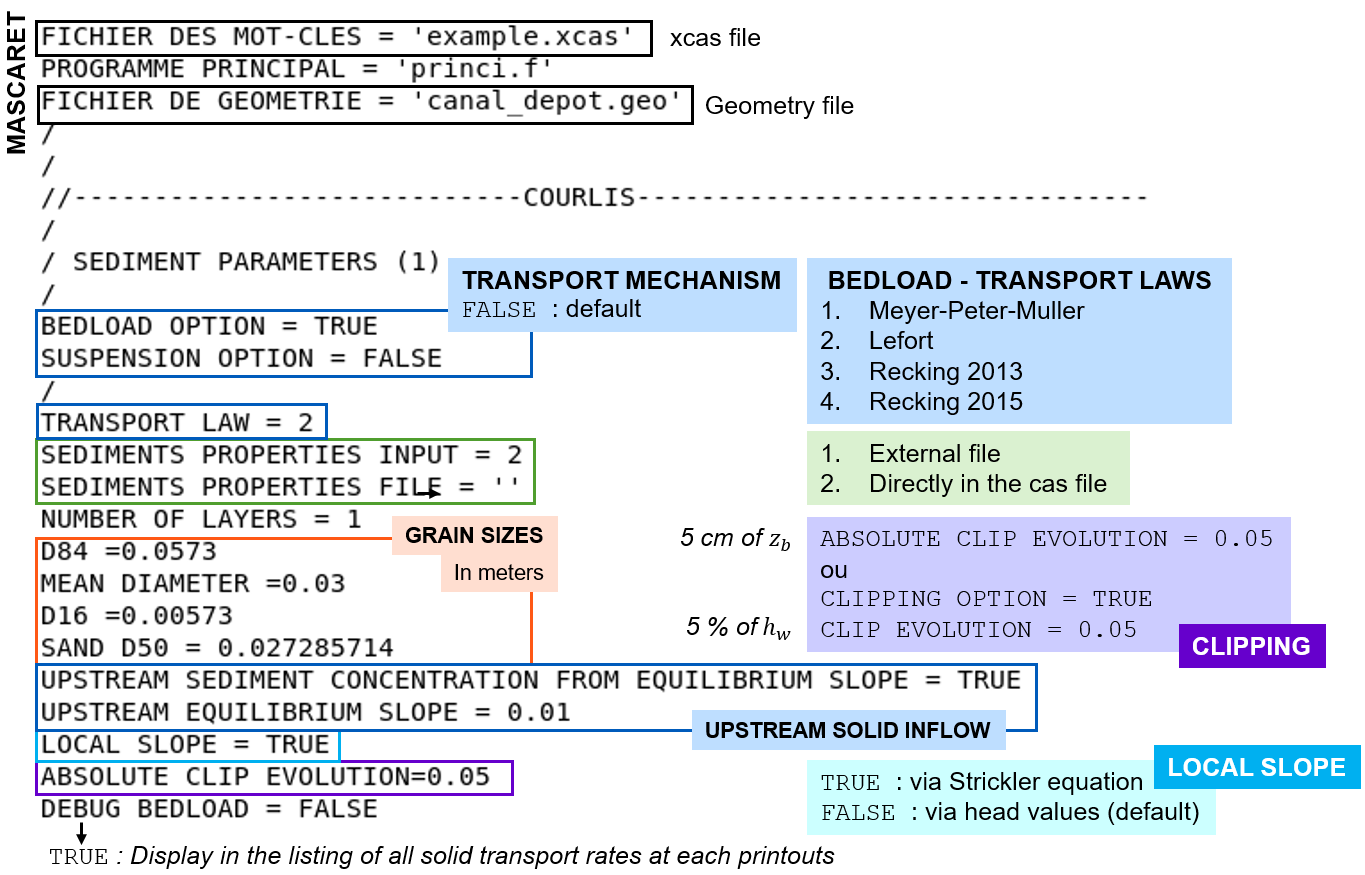 MASCARET
FICHIER DES MOT-CLES = 'example.xcas' xcas file
PROGRAMME PRINCIPAL = 'princi.f'
FICHIER DE GEOMETRIE = 'canal_depot.geo' Geometry file
/
/
//----------------------------COURLIS--------------------------------
/
/ SEDIMENT PARAMETERS (1)
/
TRANSPORT MECHANISM
FALSE : default
BEDLOAD - TRANSPORT LAWS
1. Meyer-Peter-Muller
2. Lefort
3. Recking 2013
4. Recking 2015
BEDLOAD OPTION = TRUE
SUSPENSION OPTION = FALSE
/
TRANSPORT LAW = 2
SEDIMENTS PROPERTIES INPUT = 2
SEDIMENTS PROPERTIES FILE = ''
1. External file
2. Directly in the cas file
NUMBER OF LAYERS = 1
GRAIN SIZES
In meters
D84 =0.0573
MEAN DIAMETER =0.03
D16 =0.00573
SAND D50 = 0.027285714
5 cm of z_b
ABSOLUTE CLIP EVOLUTION = 0.05
ou
CLIPPING OPTION = TRUE
5 % of h_w
CLIP EVOLUTION = 0.05
CLIPPING
UPSTREAM SEDIMENT CONCENTRATION FROM EQUILIBRIUM SLOPE = TRUE
UPSTREAM EQUILIBRIUM SLOPE = 0.01
UPSTREAM SOLID INFLOW
LOCAL SLOPE = TRUE
LOCAL SLOPE
TRUE : via Strickler equation
FALSE : via head values (default)
ABSOLUTE CLIP EVOLUTION=0.05
DEBUG BEDLOAD = FALSE
TRUE : Display in the listing of all solid transport rates at each printouts